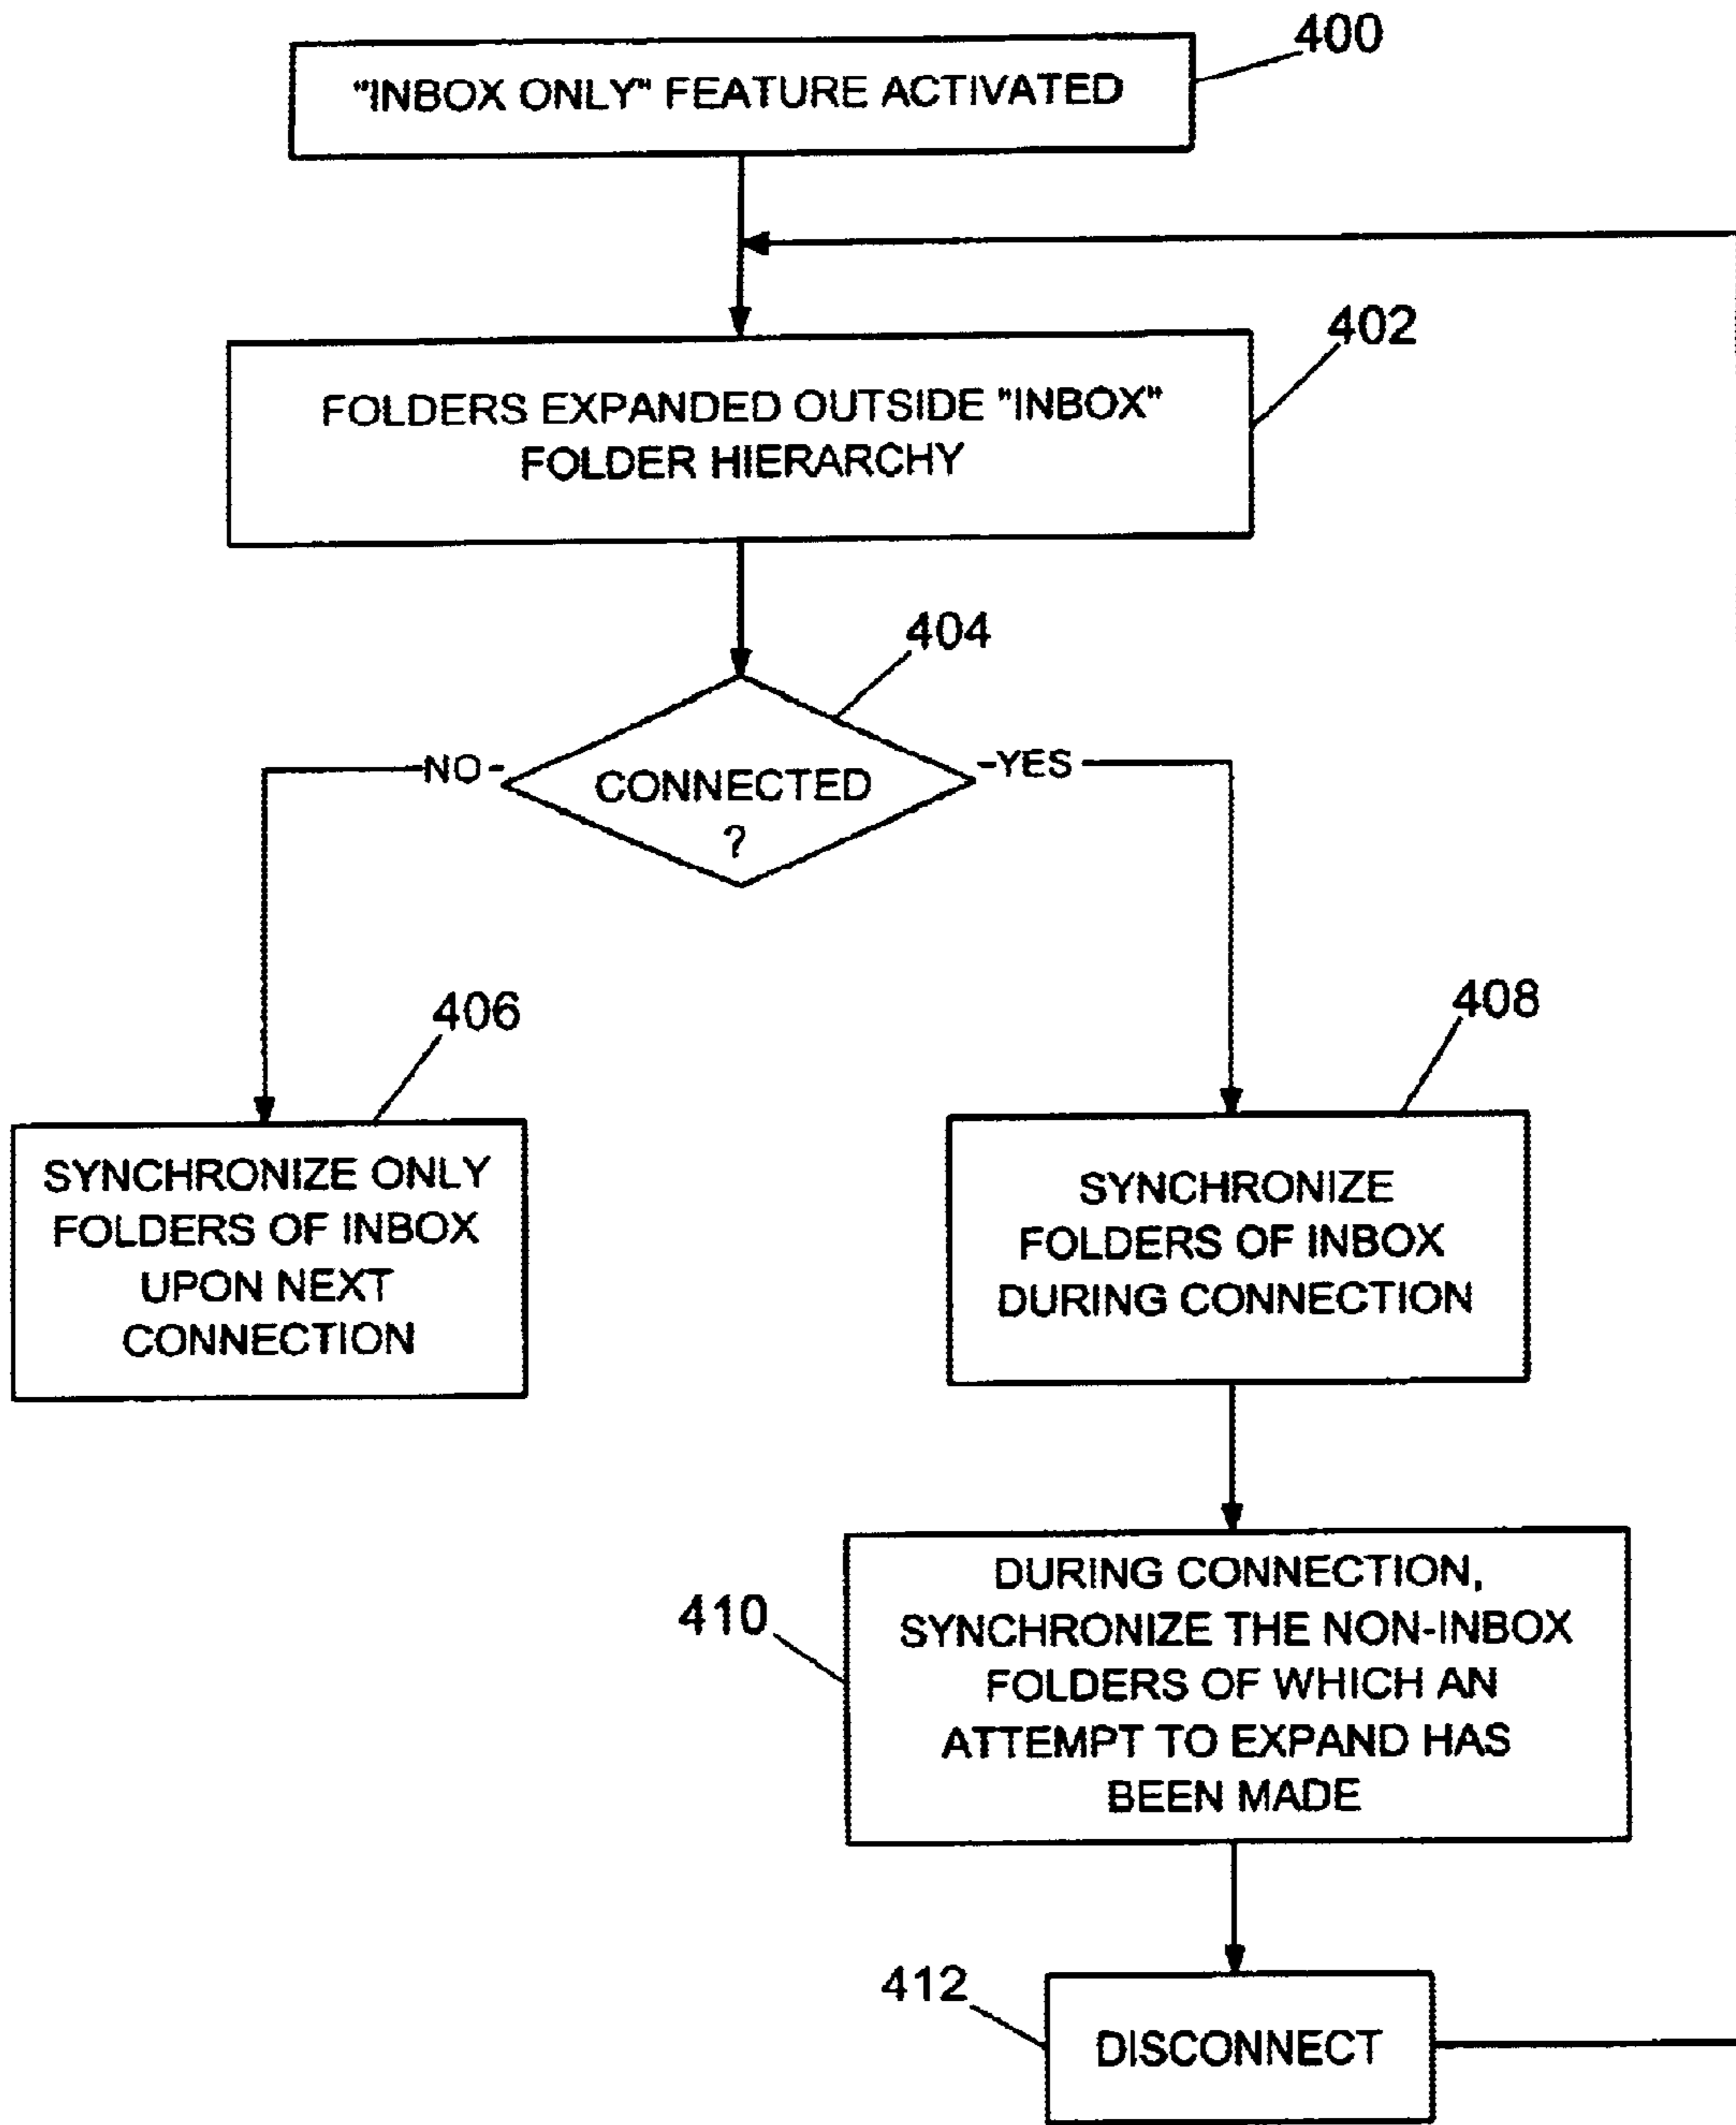 400
"INBOX ONLY" FEATURE ACTIVATED
402
FOLDERS EXPANDED OUTSIDE "INBOX"
FOLDER HIERARCHY
404
NO
YES
CONNECTED
?
406
408
SYNCHRONIZE ONLY
FOLDERS OF INBOX
UPON NEXT
CONNECTION
SYNCHRONIZE
FOLDERS OF INBOX
DURING CONNECTION
410
DURING CONNECTION,
SYNCHRONIZE THE NON-INBOX
FOLDERS OF WHICH AN
ATTEMPT TO EXPAND HAS
BEEN MADE
412
DISCONNECT